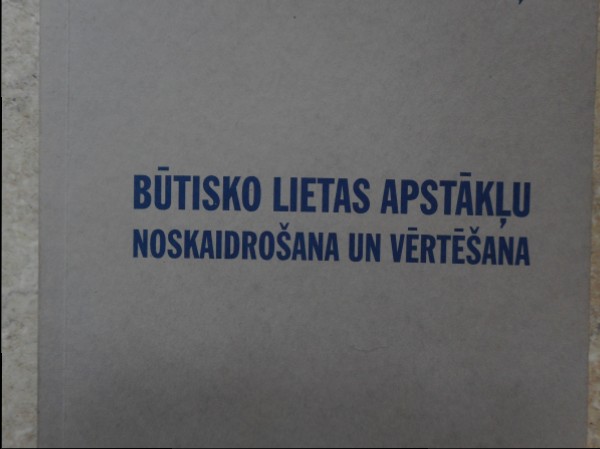 BŪTISKO LIETAS APSTĀKĻU
NOSKAIDROŠANA UN VĒRTĒŠANA